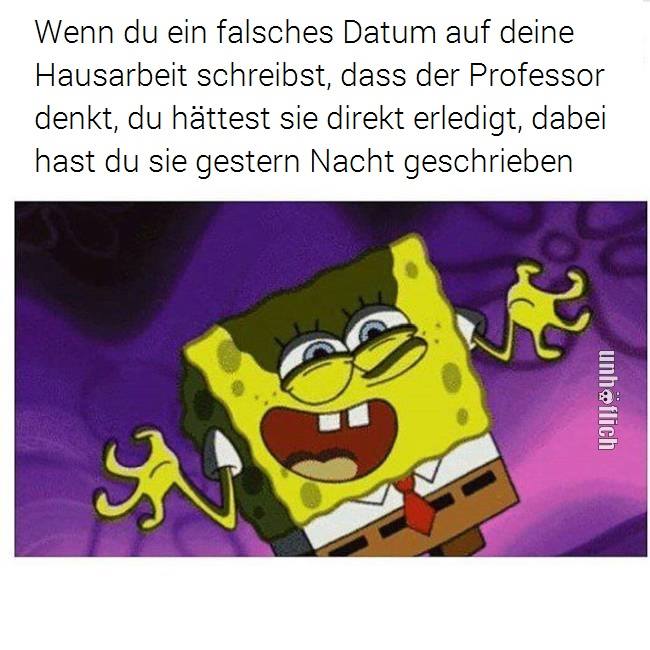 Wenn du ein falsches Datum auf deine
Hausarbeit schreibst, dass der Professor
denkt, du hättest sie direkt erledigt, dabei
hast du sie gestern Nacht geschrieben
unhöflich